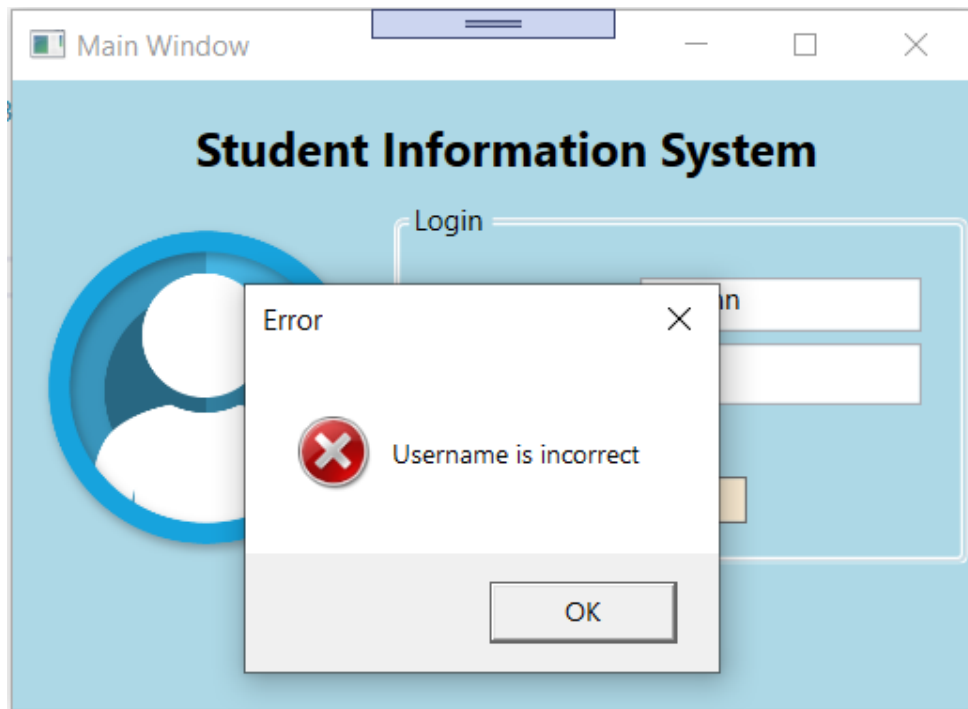 Main Window
Student Information System
Login
Error
Username is incorrect
OK